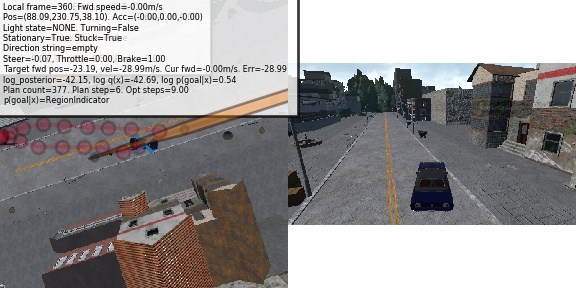 Local frame=360: Fwd speed=-0.00m/s
Pos=(88.09,230.75,38.10). Acc=(-0.00,0.00,-0.00)
Light state=NONE. Turning=False
Stationary=True. Stuck=True
Direction string=empty
Steer=-0.07, Throttle=0.00, Brake=1.00
Target fwd pos=-23.19, vel=-28.99m/s. Cur fwd=-0.00m/s. Err=-28.99
log_posterior=-42.15, log q(x)=-42.69, log p(goal|x)=0.54
Plan count=377. Plan step=6. Opt steps=9.00
p(goal|x)=RegionIndicator